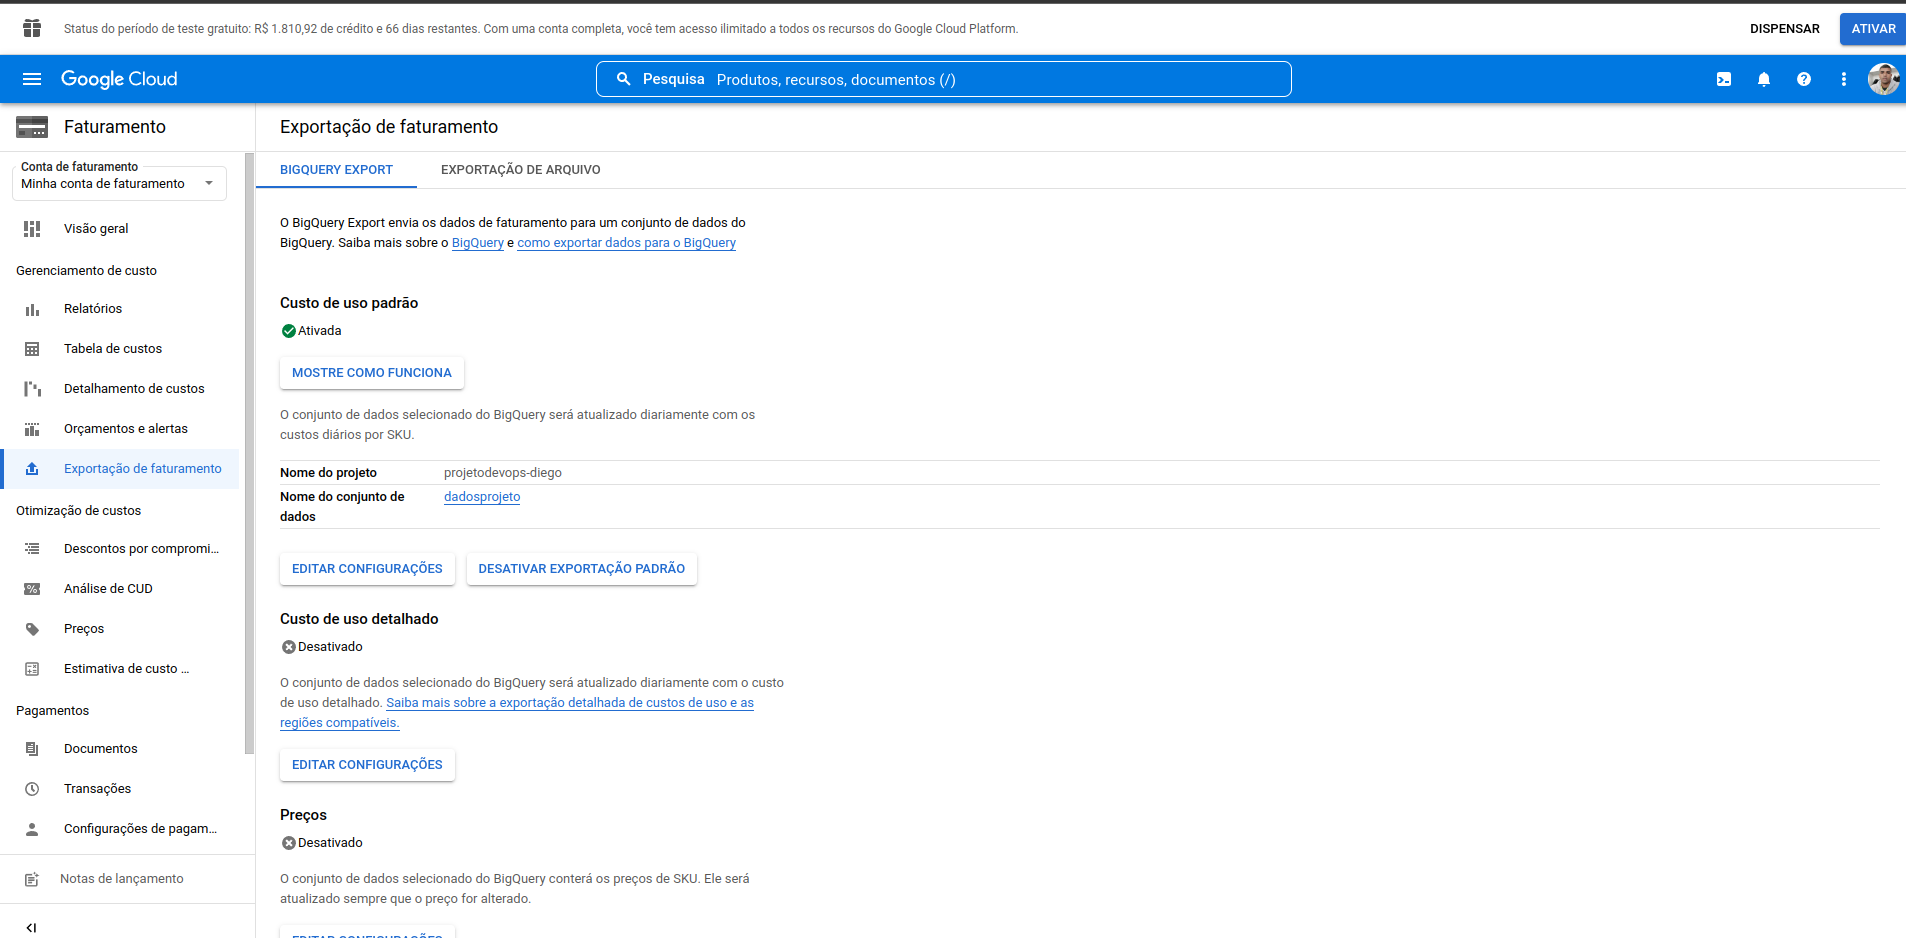 Status do período de teste gratuito: R$ 1.810,92 de crédito e 66 dias restantes. Com uma conta completa, você tem acesso ilimitado a todos os recursos do Google Cloud Platform.
DISPENSAR
ATIVAR
Google Cloud
Pesquisa Produtos, recursos, documentos (/)
Faturamento
Conta de faturamento
Minha conta de faturamento
Visão geral
Gerenciamento de custo
Relatórios
Tabela de custos
Detalhamento de custos
Orçamentos e alertas
Exportação de faturamento
Otimização de custos
Descontos por compromi...
Análise de CUD
Preços
Estimativa de custo ...
Pagamentos
Documentos
Transações
Configurações de pagam...
Notas de lançamento
Exportação de faturamento
BIGQUERY EXPORT
EXPORTAÇÃO DE ARQUIVO
O BigQuery Export envia os dados de faturamento para um conjunto de dados do
BigQuery. Saiba mais sobre o BigQuery e como exportar dados para o BigQuery
Custo de uso padrão
Ativada
MOSTRE COMO FUNCIONA
O conjunto de dados selecionado do BigQuery será atualizado diariamente com os
custos diários por SKU.
Nome do projeto projetodevops-diego
Nome do conjunto de dadosprojeto
dados
EDITAR CONFIGURAÇÕES
DESATIVAR EXPORTAÇÃO PADRÃO
Custo de uso detalhado
Desativado
O conjunto de dados selecionado do BigQuery será atualizado diariamente com o custo
de uso detalhado. Saiba mais sobre a exportação detalhada de custos de uso e as
regiões compatíveis.
EDITAR CONFIGURAÇÕES
Preços
Desativado
O conjunto de dados selecionado do BigQuery conterá os preços de SKU. Ele será
atualizado sempre que o preço for alterado.
EDITAR CONFIGURAÇÕES